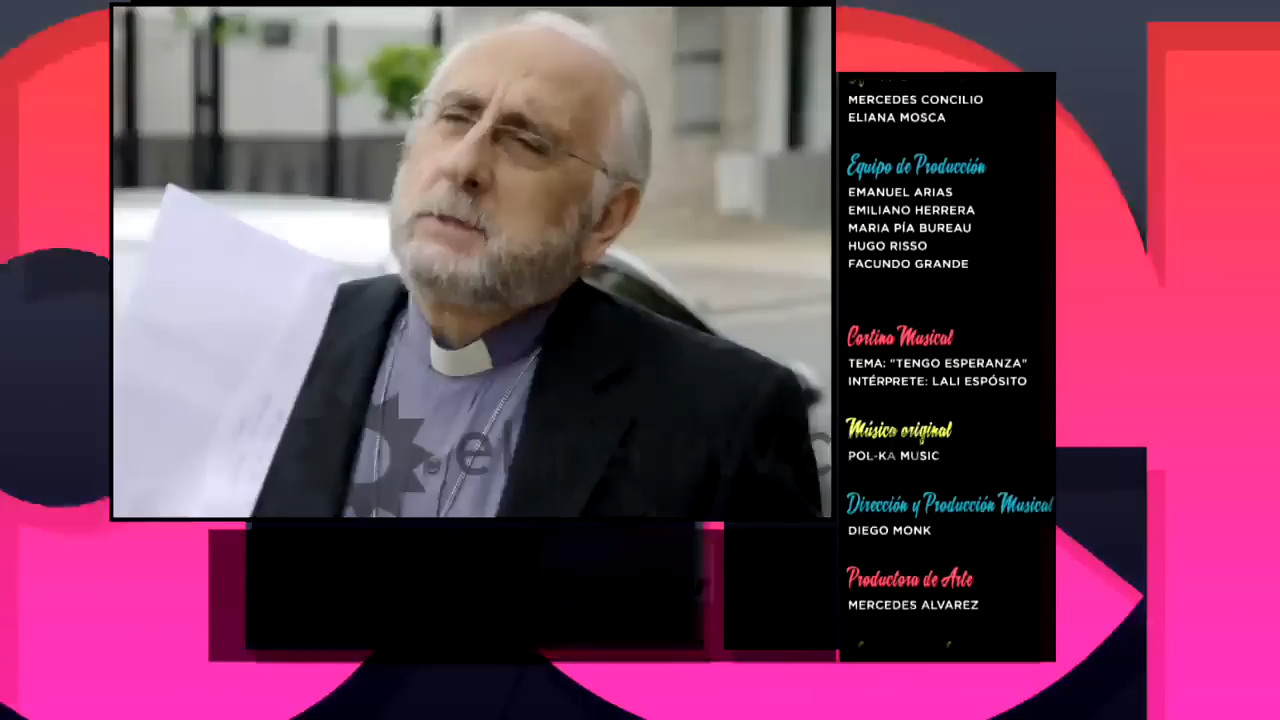 MERCEDES CONCILIO
ELIANA MOSCA
Equipo de Producción
EMANUEL ARIAS
EMILIANO HERRERA
MARIA PÍA BUREAU
HUGO RISSO
FACUNDO GRANDE
Cortina Musical
TEMA: "TENGO ESPERANZA"
INTÉRPRETE: LALI ESPÓSITO
Música original
POL-KA MUSIC
Dirección y Producción Musical
DIEGO MONK
Productora de Arte
MERCEDES ALVAREZ